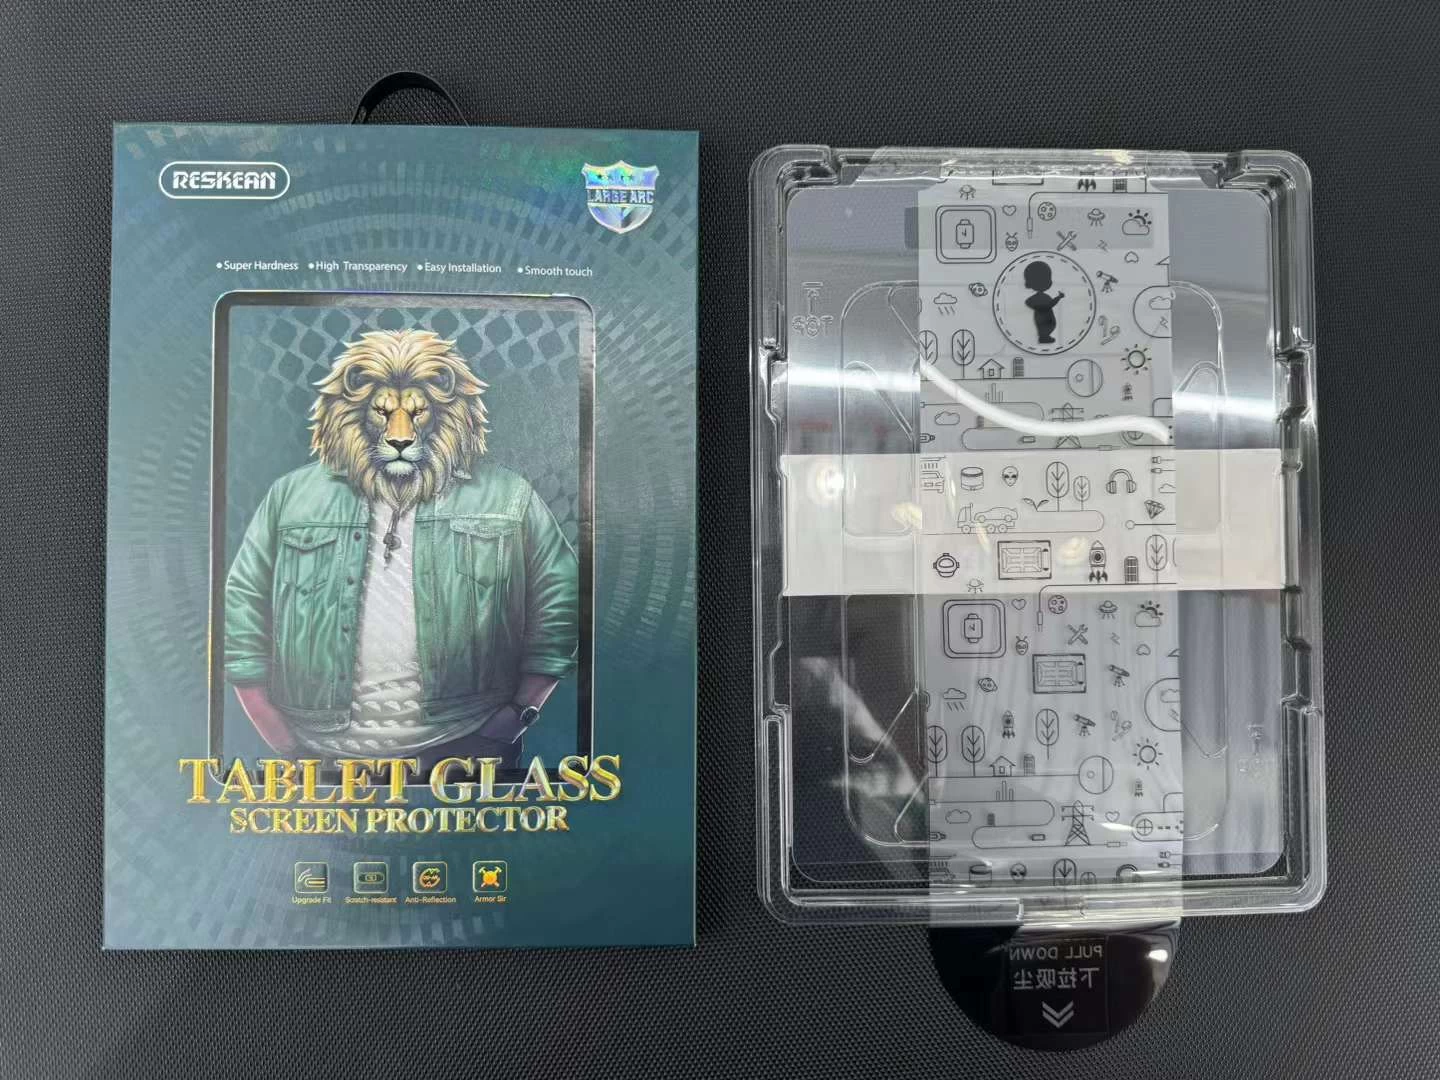 RESKEAN
LARGE ARC
•Super Hardness •High Transparency •Easy Installation •Smooth touch
TABLET GLASS
SCREEN PROTECTOR
Upgrade Fit Scratch-resistant Anti-Reflection Armor Sir
TOP
PULL DOWN
下拉吸尘